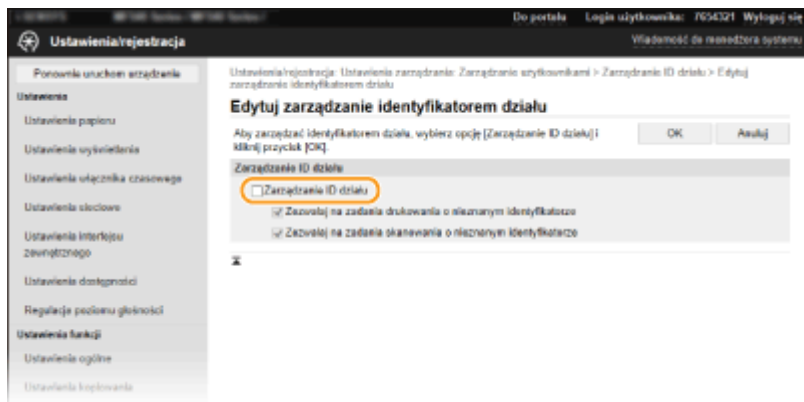 Do portalu Login użytkownika: 7654321 Wyloguj się
Ustawienia/rejestracja
Wiadomość do menedżera systemu
Ponownie uruchom urządzenie
Ustawienia
Ustawienia papieru
Ustawienia wyświetlenia
Ustawienia włącznika czasowego
Ustawienia sieciowe
Ustawienia interfejsu
zewnętrznego
Ustawienia dostępności
Regulacja poziomu głośności
Ustawienia funkcji
Ustawienia ogólne
Ustawienia kopiowania
Ustawienia/rejestracja: Ustawienia zarządzania: Zarządzanie użytkownikami > Zarządzanie ID działu > Edytuj
zarządzanie identyfikatorem działu
Edytuj zarządzanie identyfikatorem działu
Aby zarządzać identyfikatorem działu, wybierz opcję [Zarządzanie ID działu] i
kliknij przycisk [OK].
OK
Anuluj
Zarządzanie ID działu
Zarządzanie ID działu
Zezwalaj na zadania drukowania o nieznanym identyfikatorze
Zezwalaj na zadania skanowania o nieznanym identyfikatorze